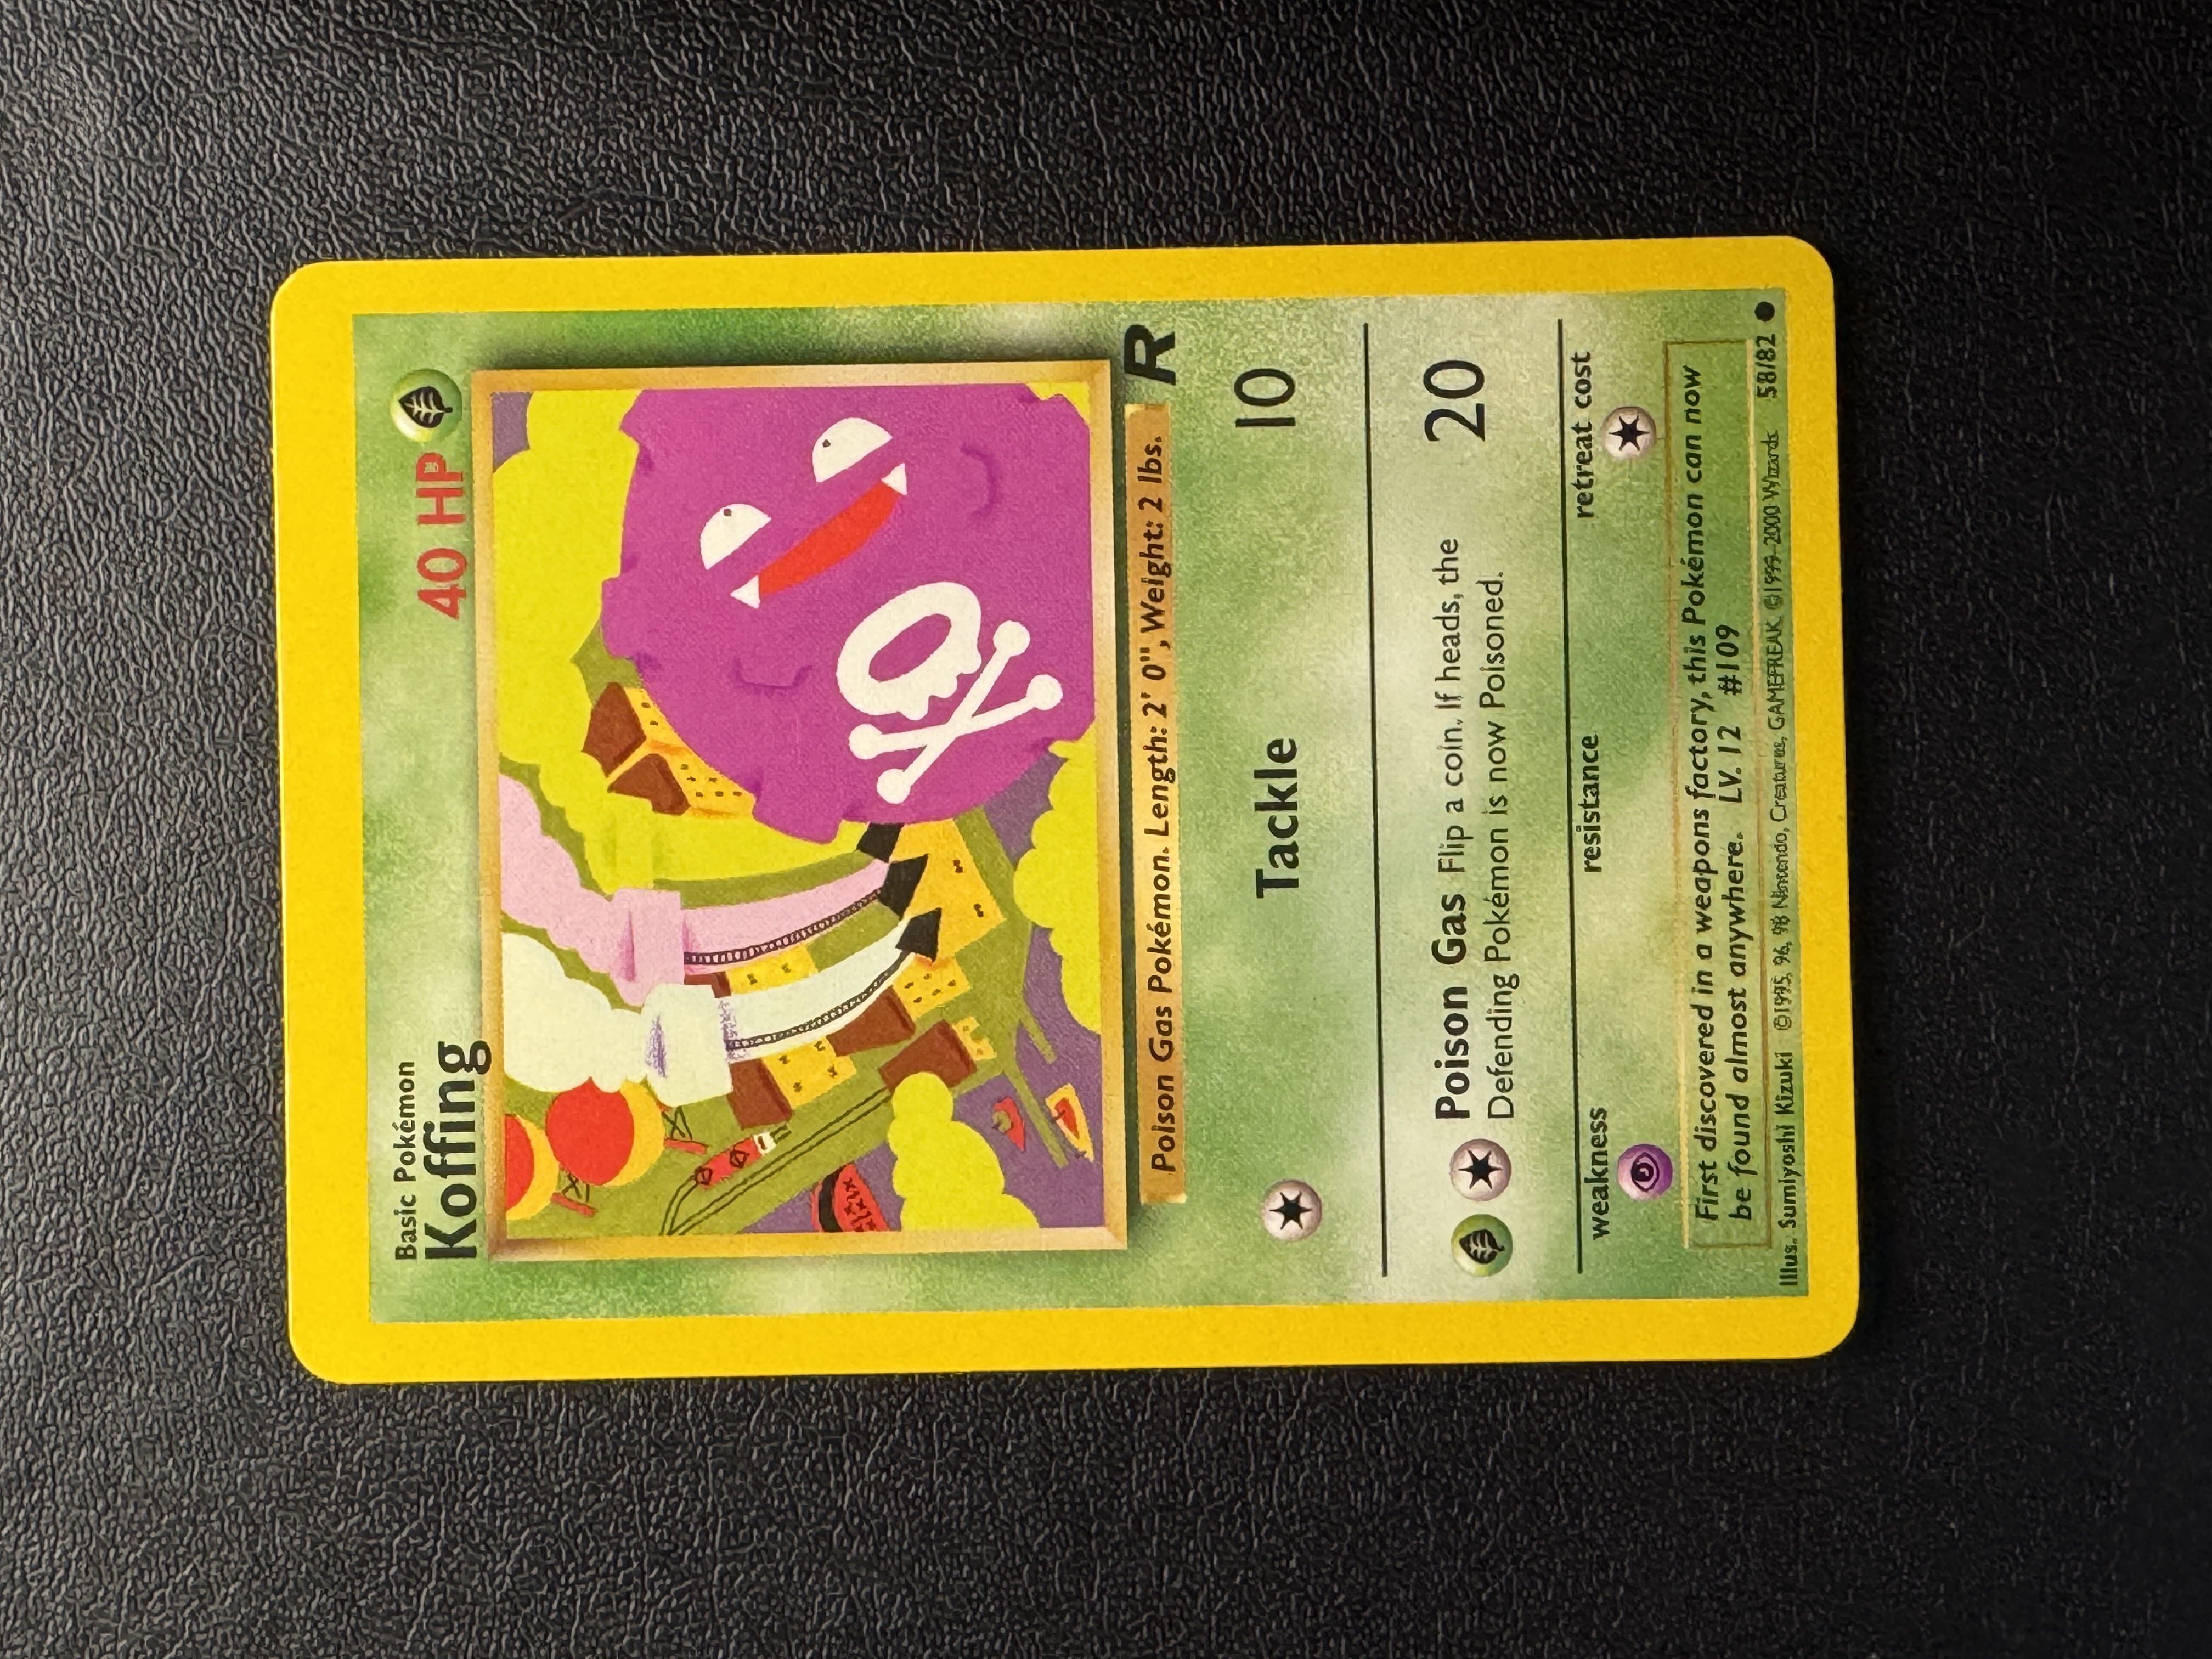 Basic Pokémon
Koffing 40 HP
Poison Gas Pokémon. Length: 2' 0", Weight: 2 lbs.
R
Tackle 10
Poison Gas Flip a coin. If heads, the
Defending Pokémon is now Poisoned. 20
weakness resistance retreat cost
First discovered in a weapons factory, this Pokémon can now
be found almost anywhere. LV. 12 #109
Illus. Sumiyoshi Kizuki ©1995, 96, 98 Nintendo, Creatures, GAMEFREAK ©1999-2000 Wizards 58/82